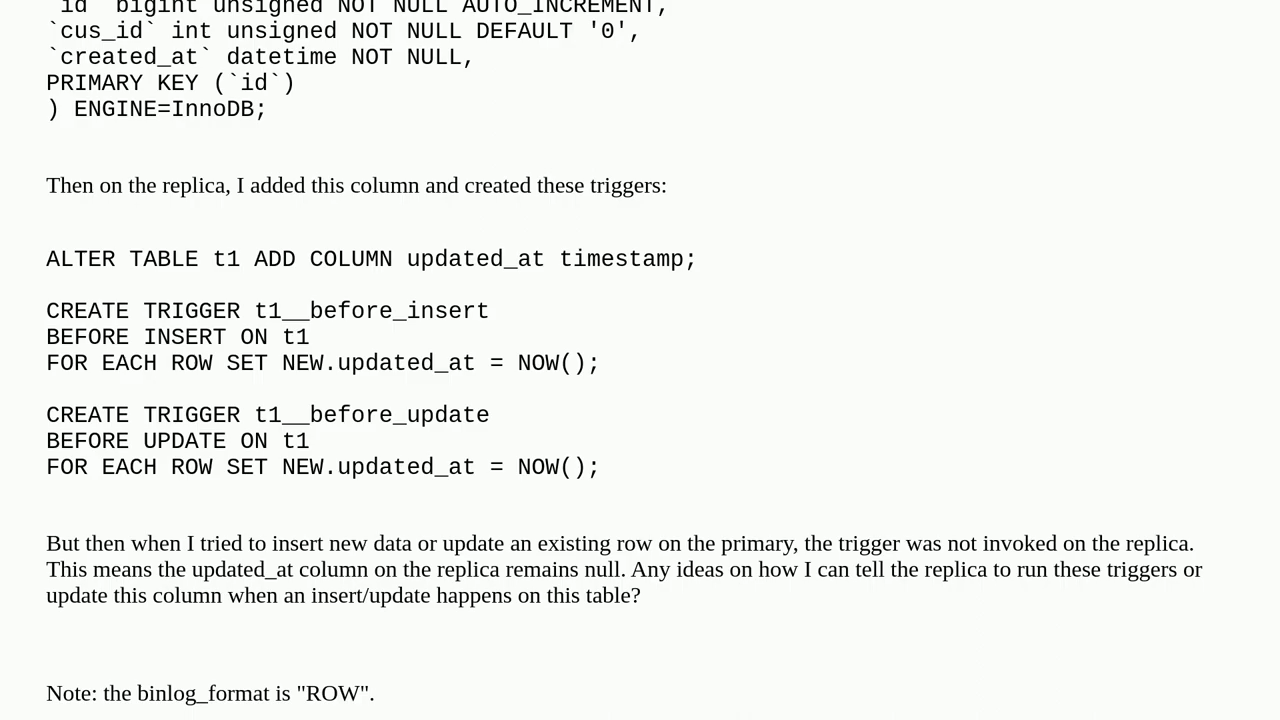 `id` bigint unsigned NOT NULL AUTO_INCREMENT,
`cus_id` int unsigned NOT NULL DEFAULT '0',
`created_at` datetime NOT NULL,
PRIMARY KEY (`id`)
) ENGINE=InnoDB;
Then on the replica, I added this column and created these triggers:
ALTER TABLE t1 ADD COLUMN updated_at timestamp;
CREATE TRIGGER t1__before_insert
BEFORE INSERT ON t1
FOR EACH ROW SET NEW.updated_at = NOW();
CREATE TRIGGER t1__before_update
BEFORE UPDATE ON t1
FOR EACH ROW SET NEW.updated_at = NOW();
But then when I tried to insert new data or update an existing row on the primary, the trigger was not invoked on the replica.
This means the updated_at column on the replica remains null. Any ideas on how I can tell the replica to run these triggers or
update this column when an insert/update happens on this table?
Note: the binlog_format is "ROW".